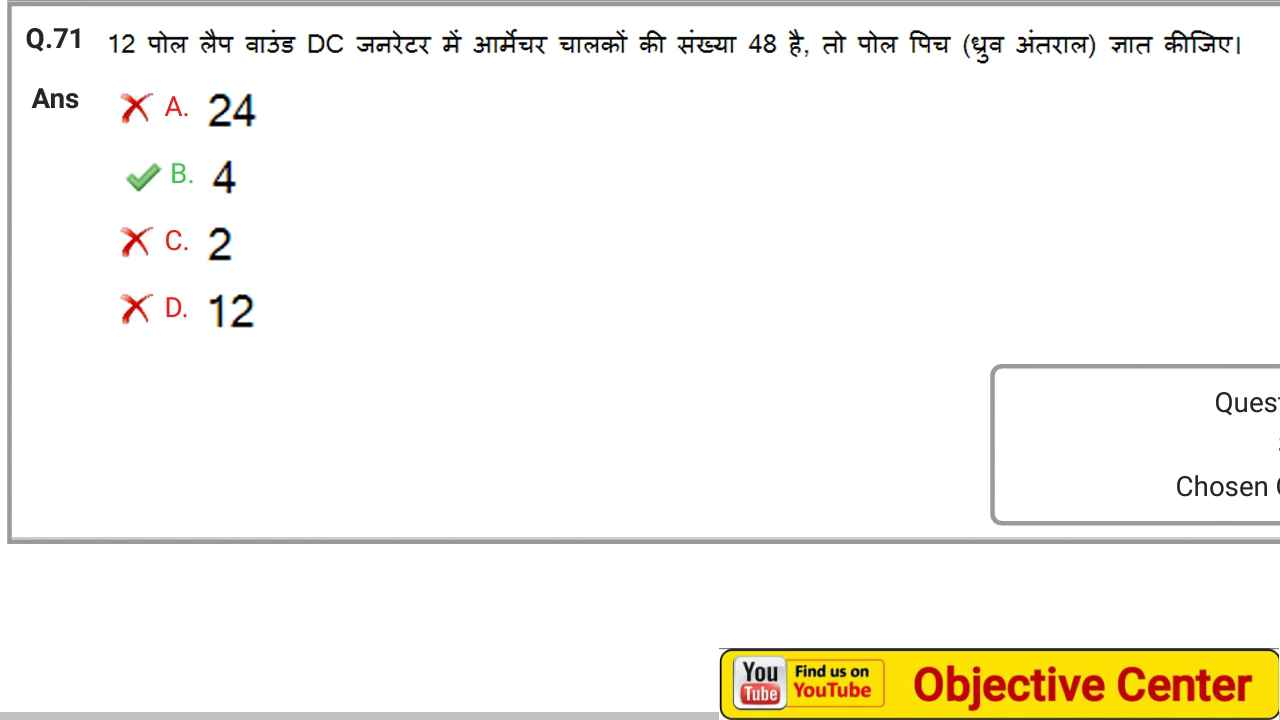 Q.71 12 पोल लैप वाउंड DC जनरेटर में आर्मेचर चालकों की संख्या 48 है, तो पोल पिच (ध्रुव अंतराल) ज्ञात कीजिए।
Ans A. 24
B. 4
C. 2
D. 12
Ques
Chosen
You Tube Find us on YouTube Objective Center